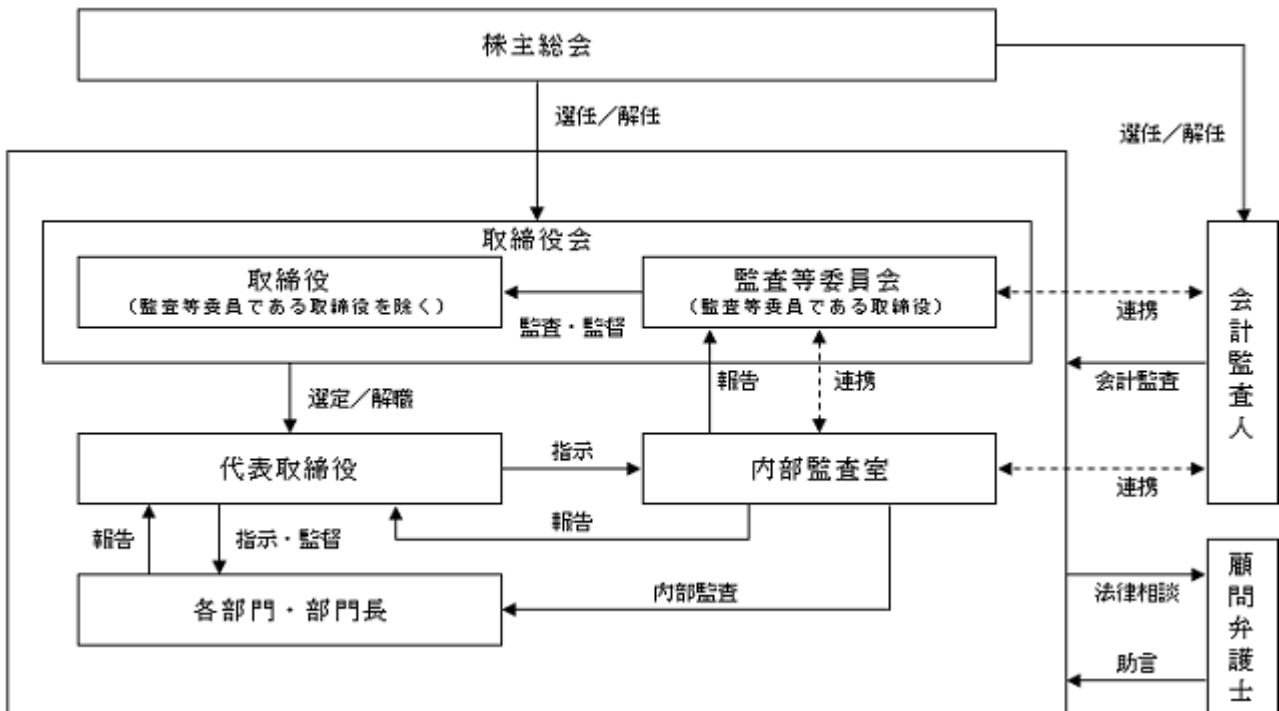 株主総会
選任／解任
選任／解任
取締役会
取締役
（監査等委員である取締役を除く）
監査等委員会
（監査等委員である取締役）
監査・監督
連携
会計監査人
会計監査
報告
連携
選定／解職
代表取締役
指示
内部監査室
連携
報告
報告
指示・監督
各部門・部門長
内部監査
法律相談
助言
顧問弁護士